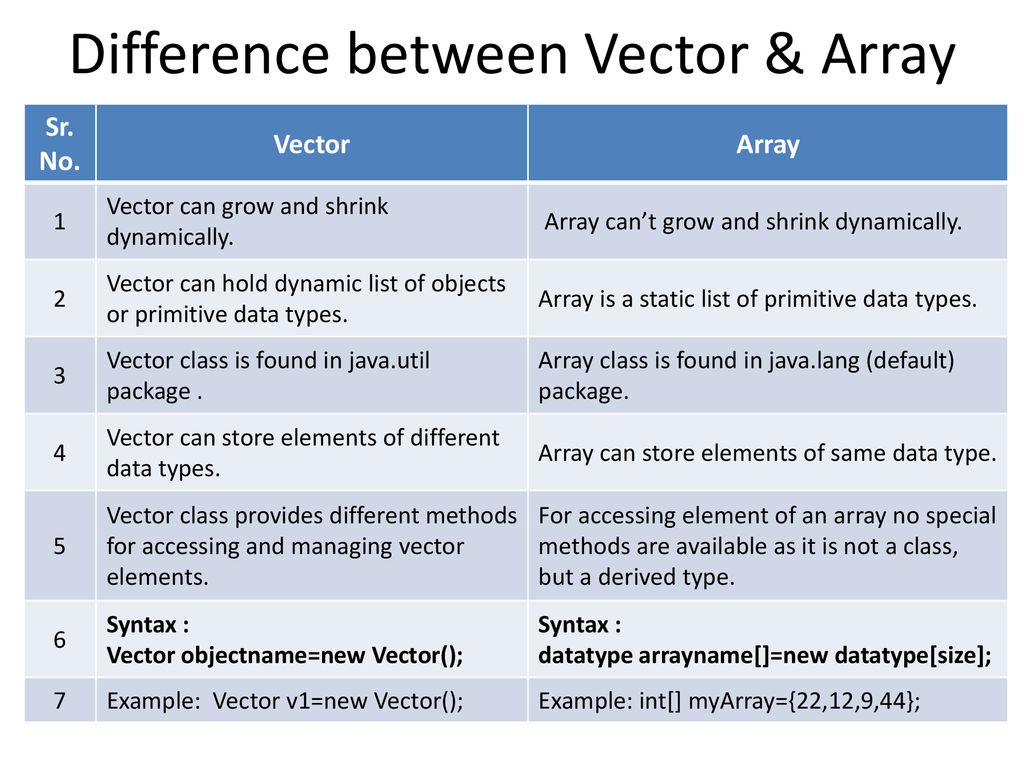 Difference between Vector & Array
Sr.
No.
Vector
Array
1
Vector can grow and shrink
dynamically.
Array can’t grow and shrink dynamically.
2
Vector can hold dynamic list of objects
or primitive data types.
Array is a static list of primitive data types.
3
Vector class is found in java.util
package .
Array class is found in java.lang (default)
package.
4
Vector can store elements of different
data types.
Array can store elements of same data type.
5
Vector class provides different methods
for accessing and managing vector
elements.
For accessing element of an array no special
methods are available as it is not a class,
but a derived type.
6
Syntax :
Vector objectname=new Vector();
Syntax :
datatype arrayname[]=new datatype[size];
7
Example:  Vector v1=new Vector();
Example: int[] myArray={22,12,9,44};